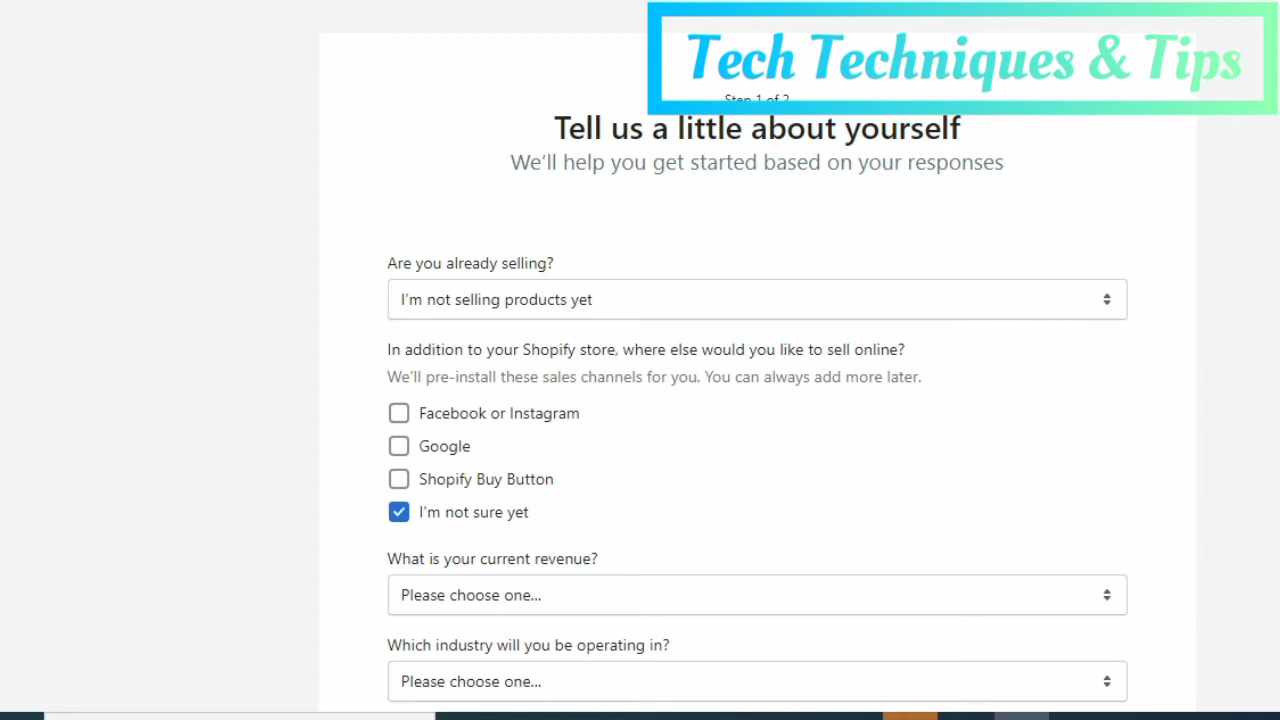 Tech Techniques & Tips
Step 1 of 2
Tell us a little about yourself
We'll help you get started based on your responses
Are you already selling?
I'm not selling products yet
In addition to your Shopify store, where else would you like to sell online?
We'll pre-install these sales channels for you. You can always add more later.
Facebook or Instagram
Google
Shopify Buy Button
I'm not sure yet
What is your current revenue?
Please choose one...
Which industry will you be operating in?
Please choose one...